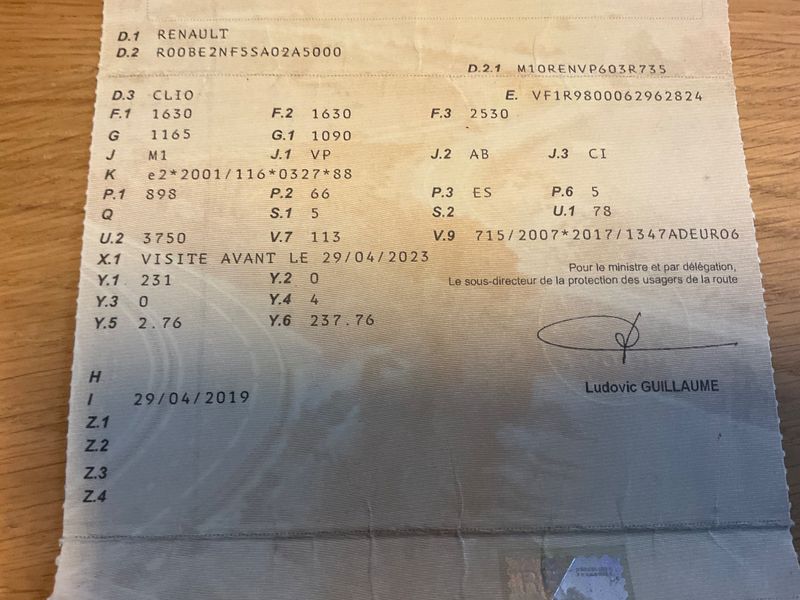 D.1 RENAULT
D.2 R00BE2NF5SA02A5000
D.2.1 M10RENVP603R735
D.3 CLIO E. VF1R9800062962824
F.1 1630 F.2 1630 F.3 2530
G 1165 G.1 1090
J M1 J.1 VP J.2 AB J.3 CI
K e2*2001/116*0327*88
P.1 898 P.2 66 P.3 ES P.6 5
Q S.1 5 S.2 U.1 78
U.2 3750 V.7 113 V.9 715/2007*2017/1347ADEURO6
X.1 VISITE AVANT LE 29/04/2023
Pour le ministre et par délégation,
Y.1 231 Y.2 0
Le sous-directeur de la protection des usagers de la route
Y.3 0 Y.4 4
Y.5 2.76 Y.6 237.76
H
Ludovic GUILLAUME
I 29/04/2019
Z.1
Z.2
Z.3
Z.4